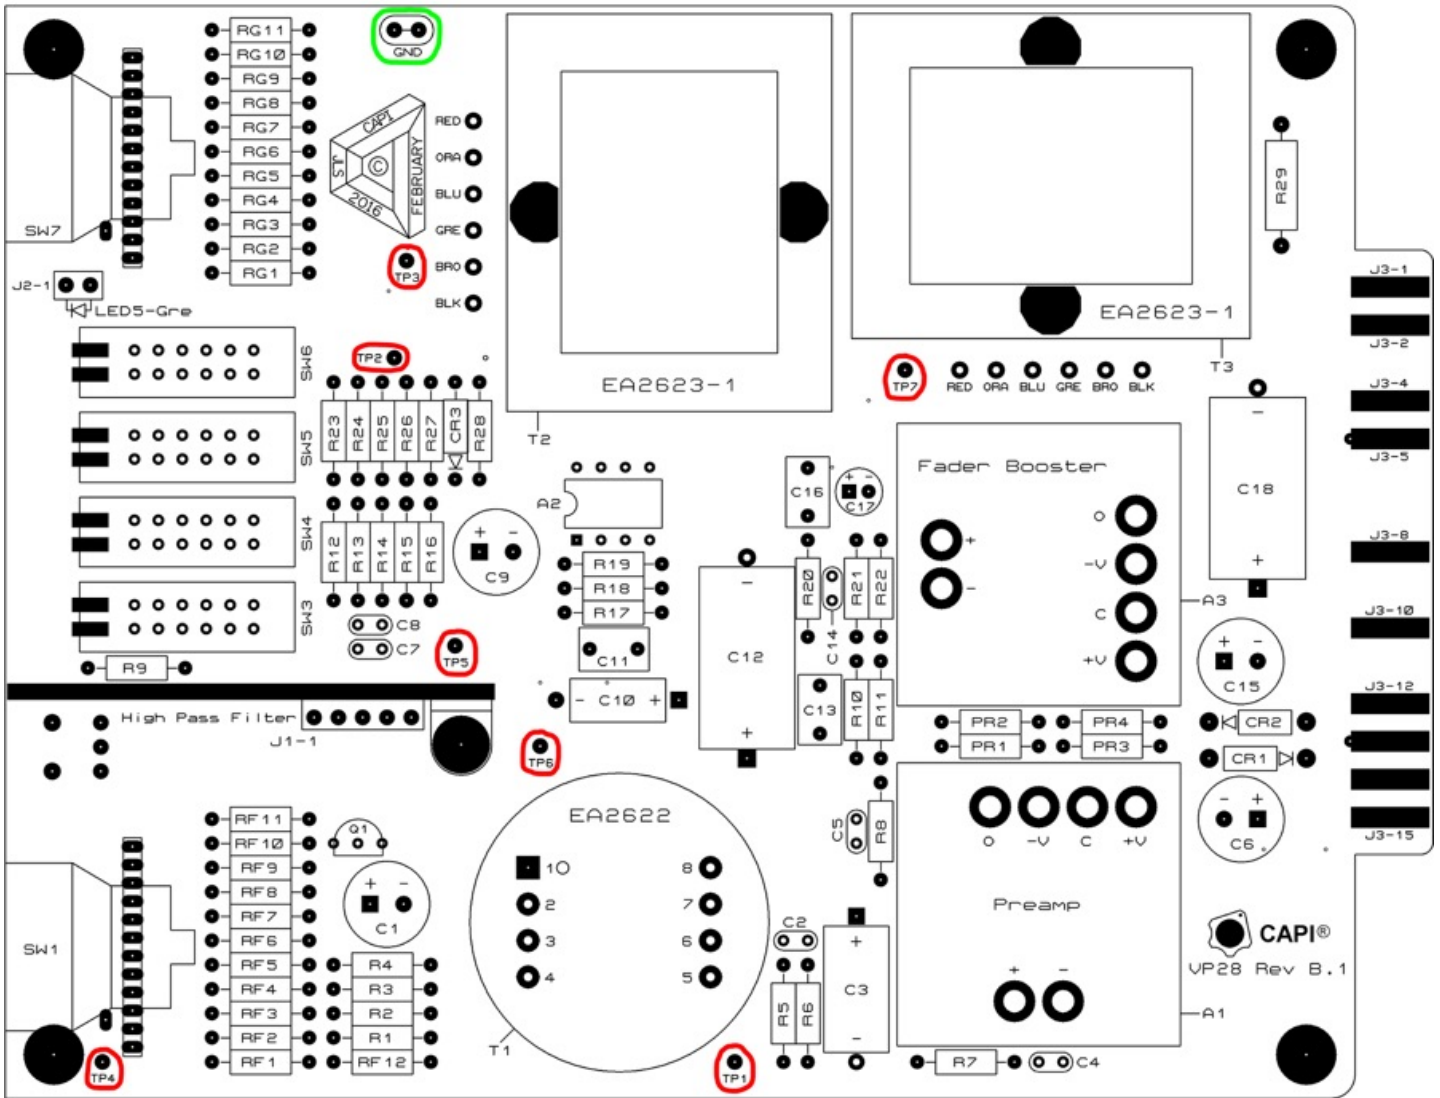 RG11
RG10
RG9
RG8
RG7
RG6
RG5
RG4
RG3
RG2
RG1
GND
CAPI
FEBRUARY
2016
JLS
©
RED
ORA
BLU
GRE
BRO
BLK
TP3
SW7
J2-1
LED5-Gre
EA2623-1
T2
EA2623-1
T3
R29
J3-1
J3-2
J3-4
J3-5
J3-8
J3-10
J3-12
J3-15
TP2
TP7
RED ORA BLU GRE BRO BLK
SW6
SW5
SW4
SW3
R23
R24
R25
R26
R27
CR3
R28
R12
R13
R14
R15
R16
+ -
C9
C8
C7
TP5
R9
A2
R19
R18
R17
C11
- C10 +
C16
+ -
C17
-
C12
+
R20
C14
R21
R22
C13
R10
R11
Fader Booster
+
-
O
-V
C
+V
A3
-
C18
+
+ -
C15
PR2
PR4
PR1
PR3
CR2
CR1
- +
C6
High Pass Filter
J1-1
TP6
RF11
RF10
RF9
RF8
RF7
RF6
RF5
RF4
RF3
RF2
RF1
Q1
+ -
C1
R4
R3
R2
R1
RF12
SW1
TP4
EA2622
1O
2
3
4
8
7
6
5
T1
TP1
C5
R8
C2
R5
R6
+
C3
-
O -V C +V
Preamp
+ -
A1
R7
C4
CAPI®
VP28 Rev B.1